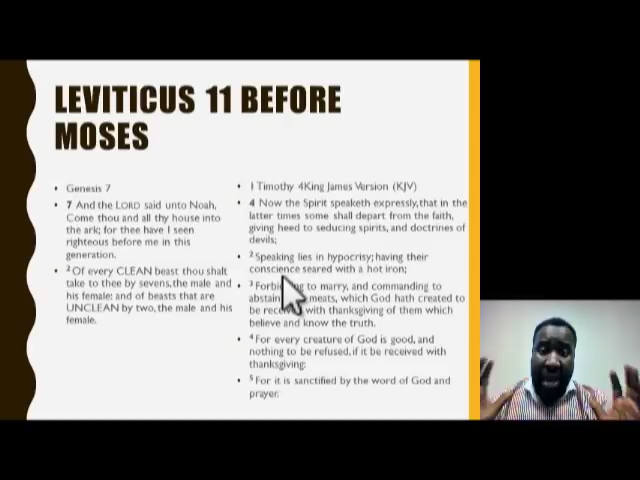 LEVITICUS 11 BEFORE
MOSES
• Genesis 7
• 7 And the LORD said unto Noah,
Come thou and all thy house into
the ark; for thee have I seen
righteous before me in this
generation.
• 2 Of every CLEAN beast thou shalt
take to thee by sevens, the male and
his female: and of beasts that are
UNCLEAN by two, the male and his
female.
• 1 Timothy 4King James Version (KJV)
• 4 Now the Spirit speaketh expressly, that in the
latter times some shall depart from the faith,
giving heed to seducing spirits, and doctrines of
devils;
• 2 Speaking lies in hypocrisy; having their
conscience seared with a hot iron;
• 3 to marry, and commanding to
abstain meats, which God hath created to
be with thanksgiving of them which
believe and know the truth.
• 4 For every creature of God is good, and
nothing to be refused, if it be received with
thanksgiving:
• 5 For it is sanctified by the word of God and
prayer.